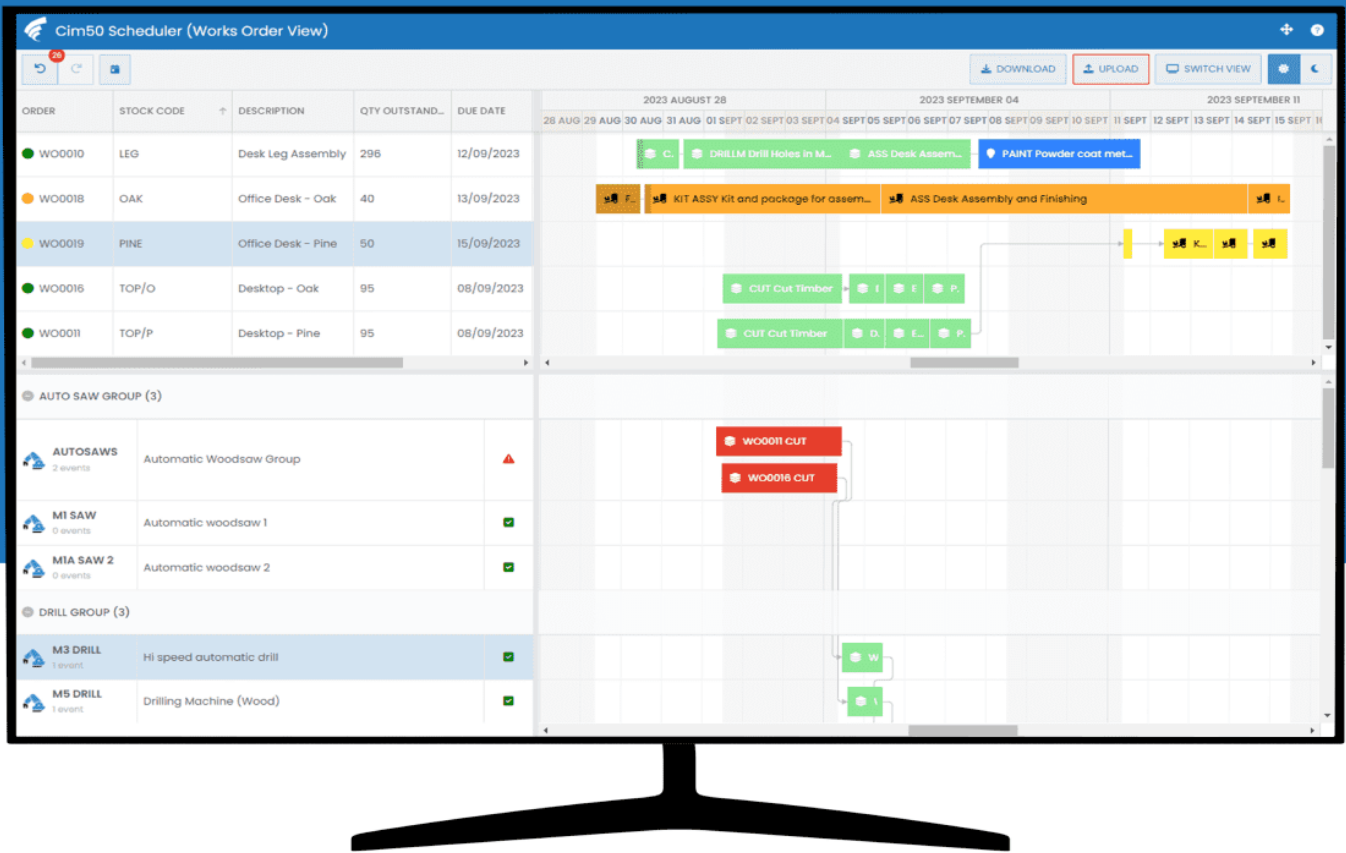 Cim50 Scheduler (Works Order View)
26
DOWNLOAD
UPLOAD
SWITCH VIEW
ORDER STOCK CODE DESCRIPTION QTY OUTSTAND... DUE DATE
2023 AUGUST 28 2023 SEPTEMBER 04 2023 SEPTEMBER 11
28 AUG 29 AUG 30 AUG 31 AUG 01 SEPT 02 SEPT 03 SEPT 04 SEPT 05 SEPT 06 SEPT 07 SEPT 08 SEPT 09 SEPT 10 SEPT 11 SEPT 12 SEPT 13 SEPT 14 SEPT 15 SEPT
WO0010 LEG Desk Leg Assembly 296 12/09/2023
C. DRILLM Drill Holes in M... ASS Desk Assem... PAINT Powder coat met...
WO0018 OAK Office Desk - Oak 40 13/09/2023
F.. KIT ASSY Kit and package for assem... ASS Desk Assembly and Finishing I..
WO0019 PINE Office Desk - Pine 50 15/09/2023
K...
WO0016 TOP/O Desktop - Oak 95 08/09/2023
CUT Cut Timber E P.
WO0011 TOP/P Desktop - Pine 95 08/09/2023
CUT Cut Timber D. E... P.
AUTO SAW GROUP (3)
AUTOSAWS
2 events
Automatic Woodsaw Group
WO0011 CUT
WO0016 CUT
M1 SAW
0 events
Automatic woodsaw 1
M1A SAW 2
0 events
Automatic woodsaw 2
DRILL GROUP (3)
M3 DRILL
1 event
Hi speed automatic drill
W
M5 DRILL
1 event
Drilling Machine (Wood)